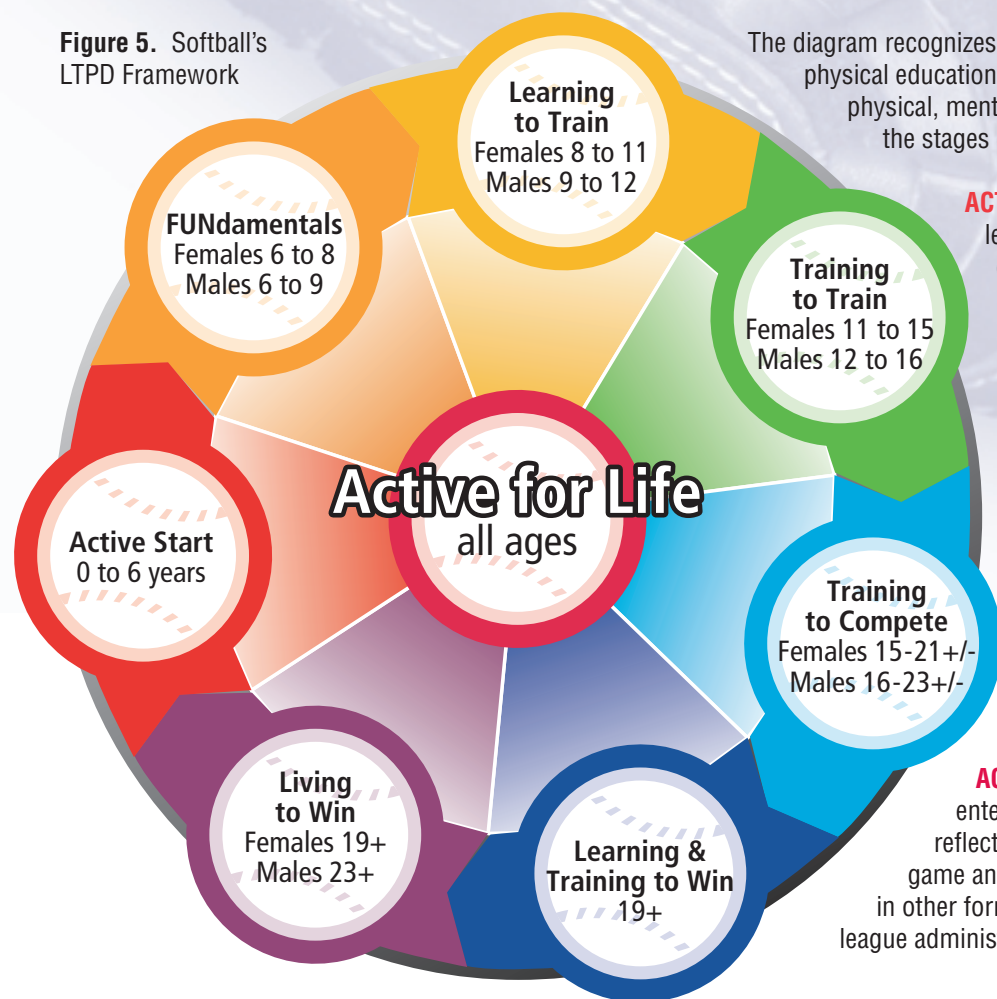 Figure 5. Softball's
LTPD Framework
The diagram recognizes
physical education
physical,
the stages
Learning
to Train
Females 8 to 11
Males 9 to 12
FUNdamentals
Females 6 to 8
Males 6 to 9
Training
to Train
Females 11 to 15
Males 12 to 16
Active for Life
all ages
Active Start
0 to 6 years
Training
to Compete
Females 15-21+/-
Males 16-23+/-
Living
to Win
Females 19+
Males 23+
Learning &
Training to Win
19+
game
in other
league